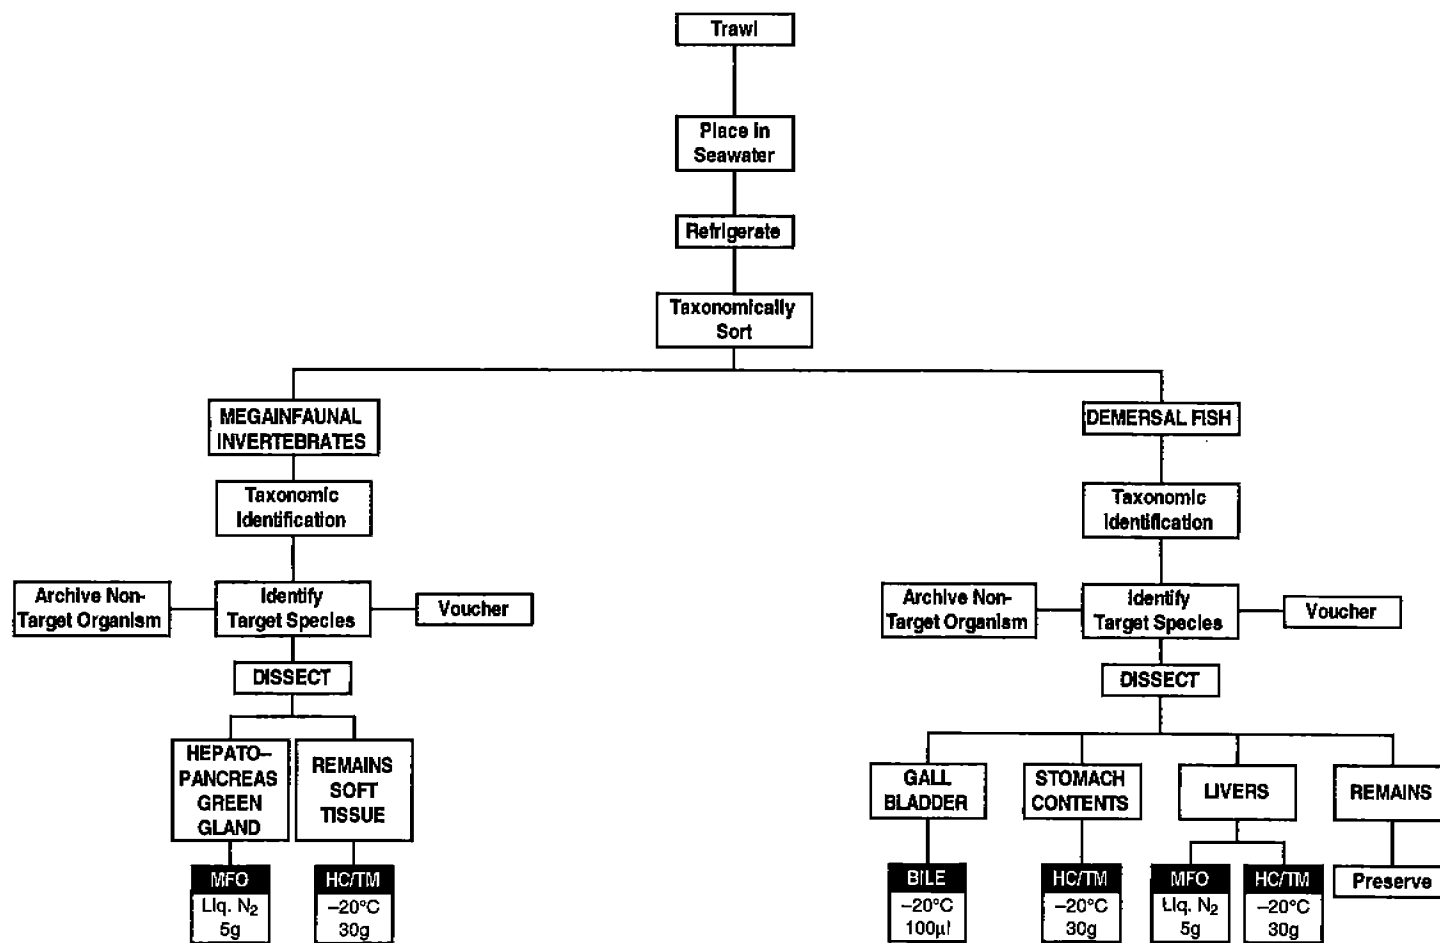 Trawl
Place in
Seawater
Refrigerate
Taxonomically
Sort
MEGAINFAUNAL
INVERTEBRATES
Taxonomic
Identification
Archive Non-
Target Organism
Identify
Target Species
Voucher
DISSECT
HEPATO–
PANCREAS
GREEN
GLAND
REMAINS
SOFT
TISSUE
MFO
Liq. N2
5g
HC/TM
–20°C
30g
DEMERSAL FISH
Taxonomic
Identification
Archive Non-
Target Organism
Identify
Target Species
Voucher
DISSECT
GALL
BLADDER
STOMACH
CONTENTS
LIVERS
REMAINS
BILE
–20°C
100µl
HC/TM
–20°C
30g
MFO
Liq. N2
5g
HC/TM
–20°C
30g
Preserve